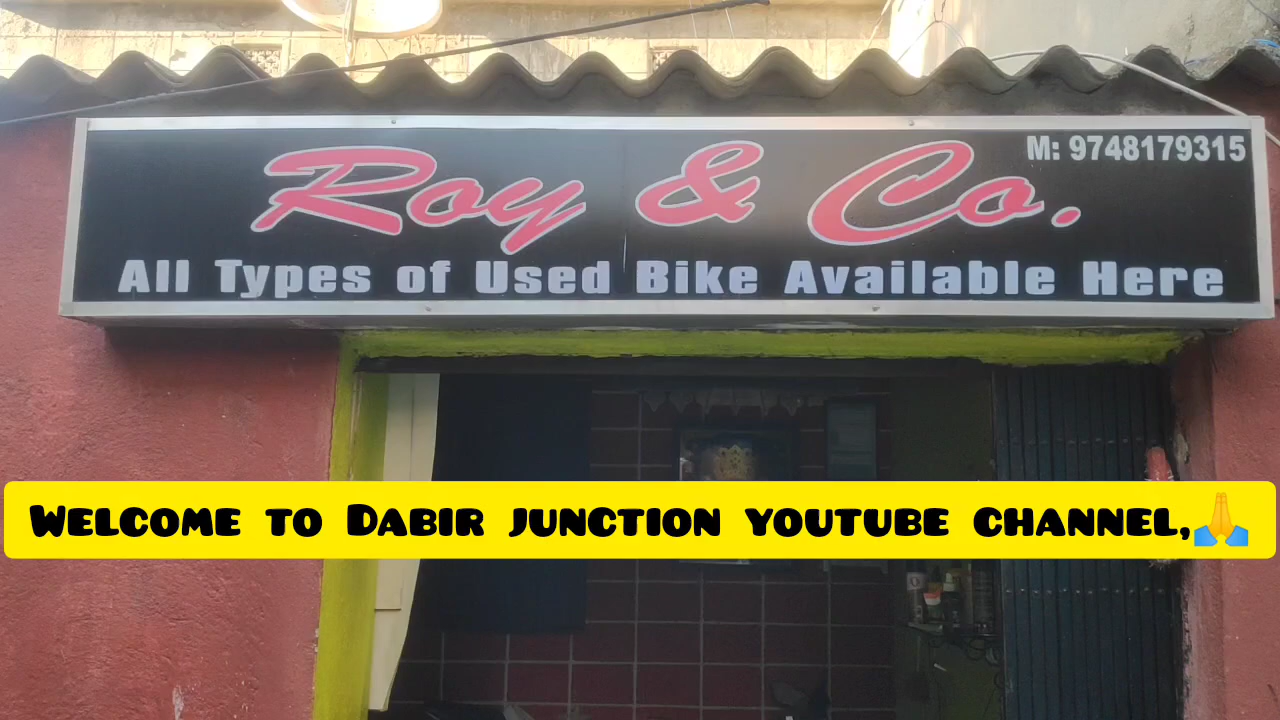 Roy & Co.
M: 9748179315
All Types of Used Bike Available Here
Welcome to Dabir junction youtube channel,🙏